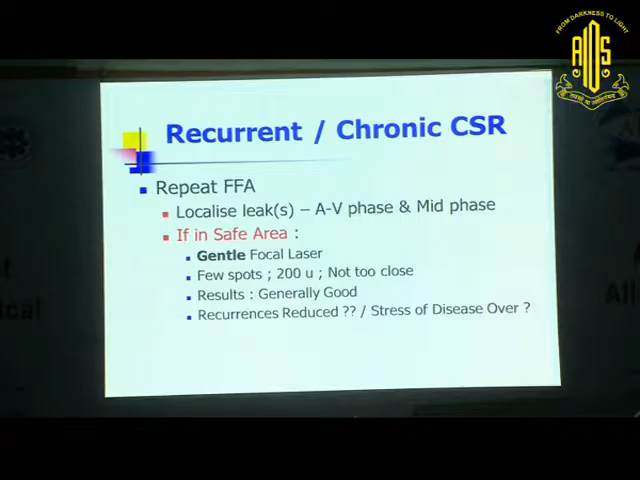 FROM DARKNESS TO LIGHT
AIOS
Recurrent / Chronic CSR
Repeat FFA
Localise leak(s) – A-V phase & Mid phase
If in Safe Area :
Gentle Focal Laser
Few spots ; 200 u ; Not too close
Results : Generally Good
Recurrences Reduced ?? / Stress of Disease Over ?